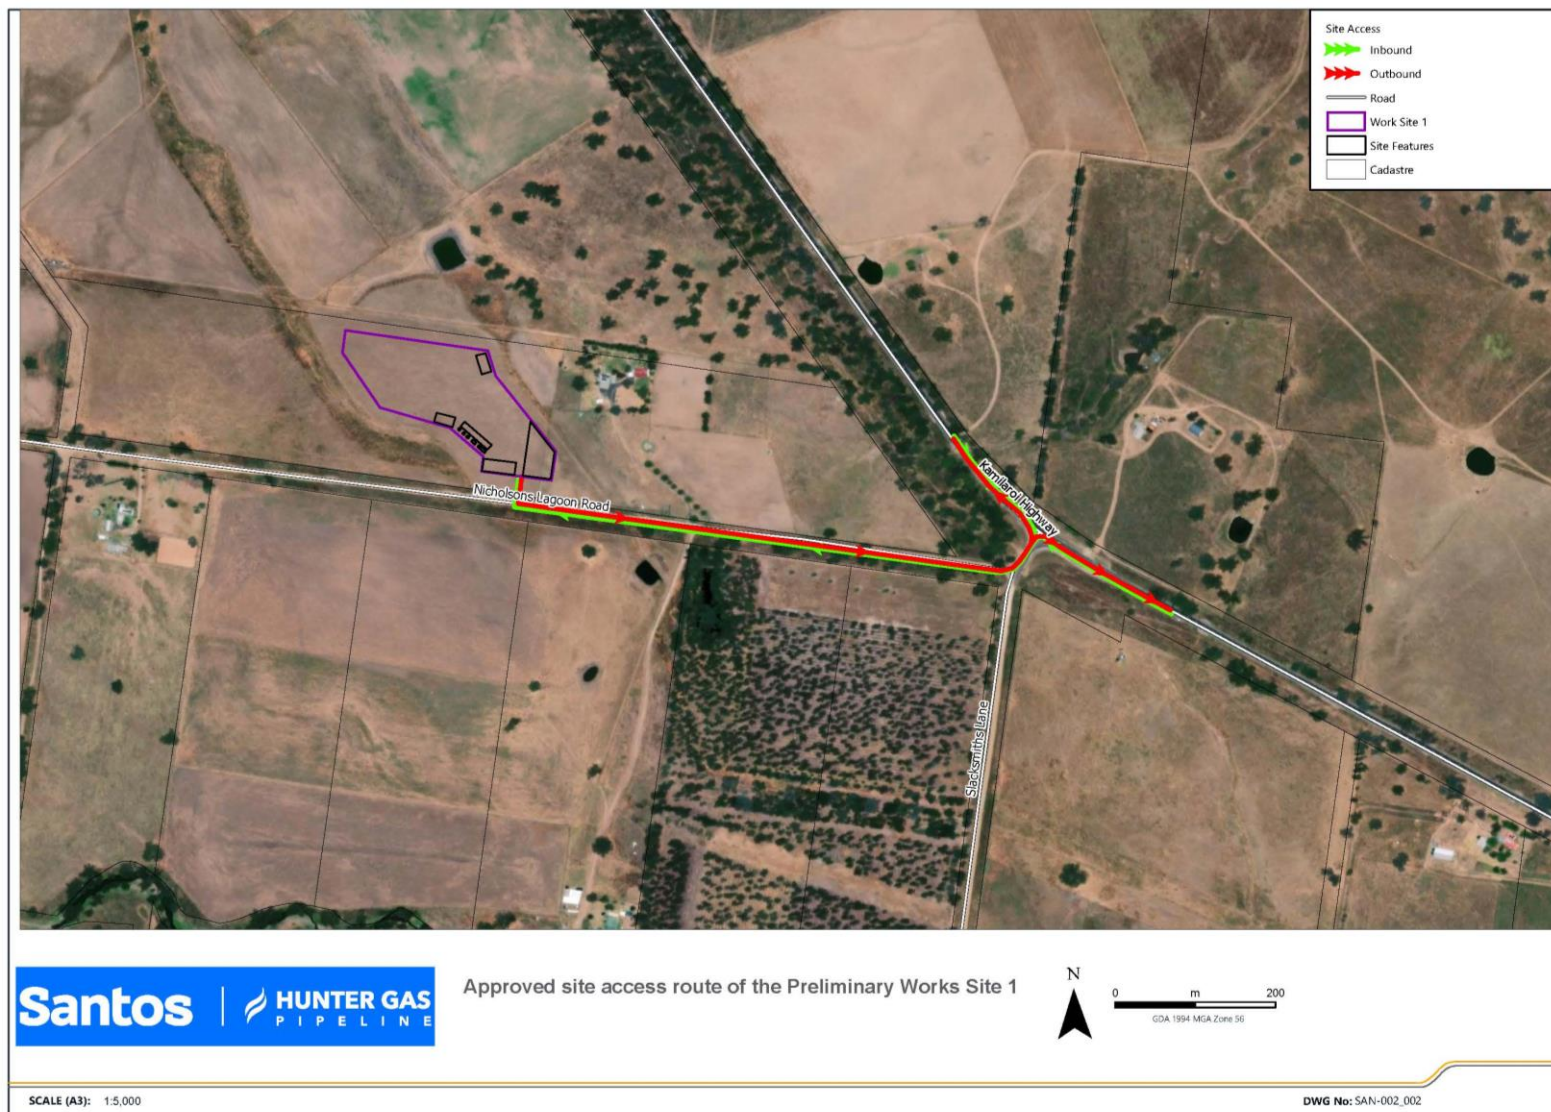 Site Access
Inbound
Outbound
Road
Work Site 1
Site Features
Cadastre
Kamilaroi Highway
Nicholsons Lagoon Road
Slacksmiths Lane
Santos
HUNTER GAS
PIPELINE
Approved site access route of the Preliminary Works Site 1
N
0 m 200
GDA 1994 MGA Zone 56
SCALE (A3): 1:5,000
DWG No: SAN-002_002